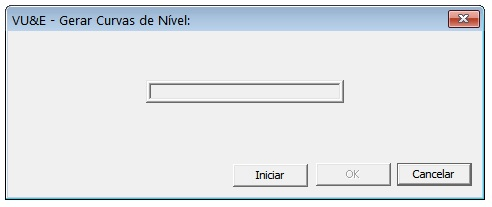 VU&E - Gerar Curvas de Nível:
Iniciar
OK
Cancelar